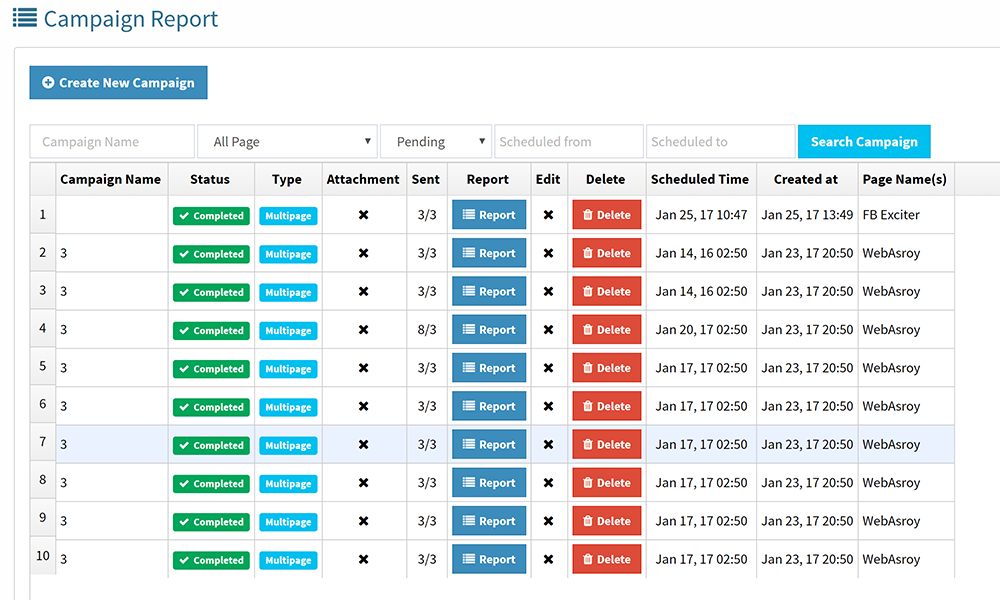 Campaign Report
Create New Campaign
Campaign Name All Page Pending Scheduled from Scheduled to Search Campaign
Campaign Name Status Type Attachment Sent Report Edit Delete Scheduled Time Created at Page Name(s)
1 Completed Multipage 3/3 Report Delete Jan 25, 17 10:47 Jan 25, 17 13:49 FB Exciter
2 3 Completed Multipage 3/3 Report Delete Jan 14, 16 02:50 Jan 23, 17 20:50 WebAsroy
3 3 Completed Multipage 3/3 Report Delete Jan 14, 16 02:50 Jan 23, 17 20:50 WebAsroy
4 3 Completed Multipage 8/3 Report Delete Jan 20, 17 02:50 Jan 23, 17 20:50 WebAsroy
5 3 Completed Multipage 3/3 Report Delete Jan 17, 17 02:50 Jan 23, 17 20:50 WebAsroy
6 3 Completed Multipage 3/3 Report Delete Jan 17, 17 02:50 Jan 23, 17 20:50 WebAsroy
7 3 Completed Multipage 3/3 Report Delete Jan 17, 17 02:50 Jan 23, 17 20:50 WebAsroy
8 3 Completed Multipage 3/3 Report Delete Jan 17, 17 02:50 Jan 23, 17 20:50 WebAsroy
9 3 Completed Multipage 3/3 Report Delete Jan 17, 17 02:50 Jan 23, 17 20:50 WebAsroy
10 3 Completed Multipage 3/3 Report Delete Jan 17, 17 02:50 Jan 23, 17 20:50 WebAsroy